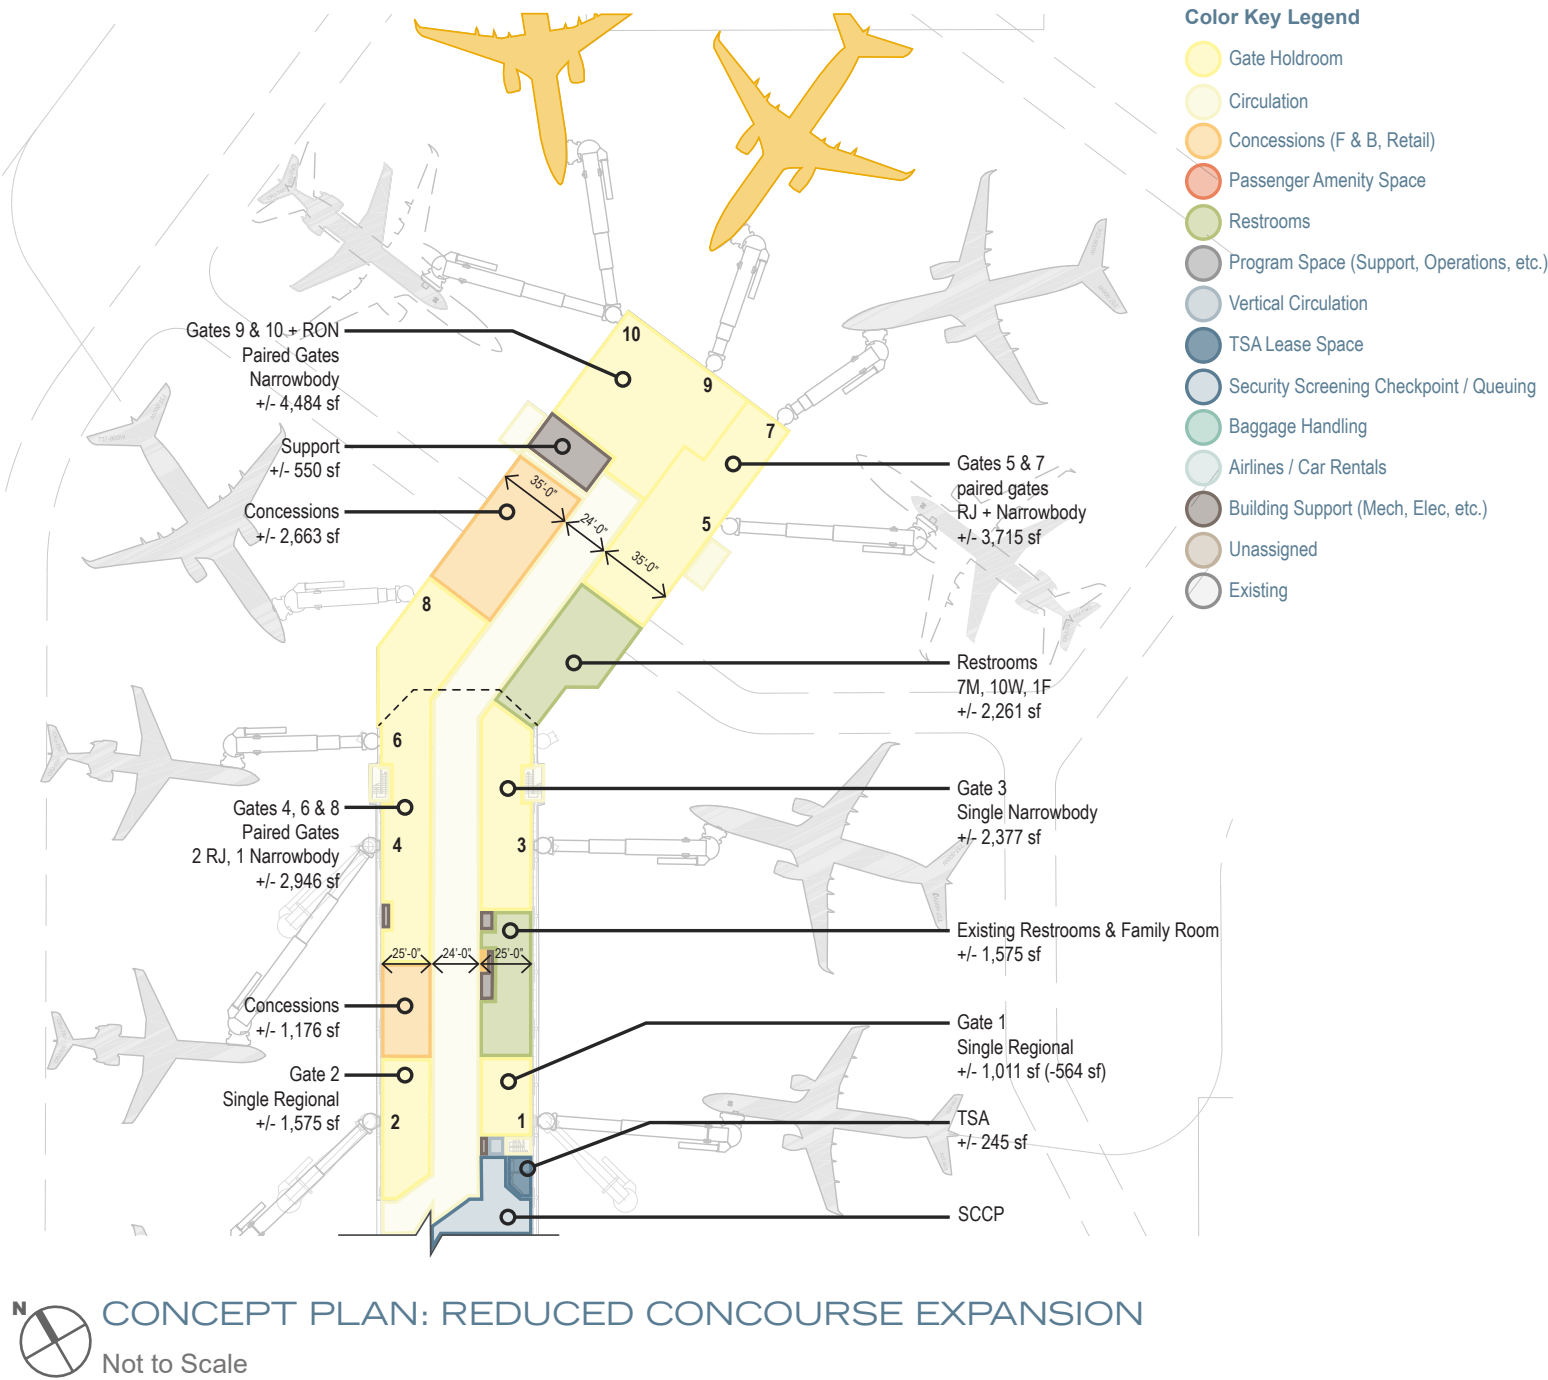 Color Key Legend
Gate Holdroom
Circulation
Concessions (F & B, Retail)
Passenger Amenity Space
Restrooms
Program Space (Support, Operations, etc.)
Vertical Circulation
TSA Lease Space
Security Screening Checkpoint / Queuing
Baggage Handling
Airlines / Car Rentals
Building Support (Mech, Elec, etc.)
Unassigned
Existing
Gates 9 & 10 + RON
Paired Gates
Narrowbody
+/- 4,484 sf
Support
+/- 550 sf
Concessions
+/- 2,663 sf
Gates 4, 6 & 8
Paired Gates
2 RJ, 1 Narrowbody
+/- 2,946 sf
Concessions
+/- 1,176 sf
Gate 2
Single Regional
+/- 1,575 sf
10
9
7
5
8
6
4
3
2
1
35'-0"
24'-0"
35'-0"
25'-0"
24'-0"
25'-0"
Gates 5 & 7
paired gates
RJ + Narrowbody
+/- 3,715 sf
Restrooms
7M, 10W, 1F
+/- 2,261 sf
Gate 3
Single Narrowbody
+/- 2,377 sf
Existing Restrooms & Family Room
+/- 1,575 sf
Gate 1
Single Regional
+/- 1,011 sf (-564 sf)
TSA
+/- 245 sf
SCCP
N
CONCEPT PLAN: REDUCED CONCOURSE EXPANSION
Not to Scale